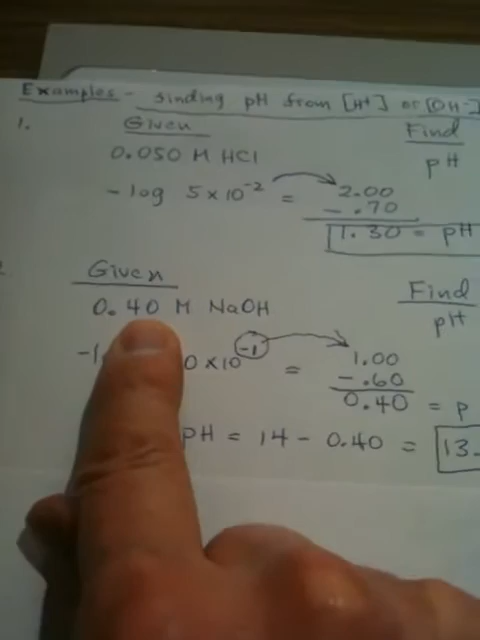 Examples - finding pH from [H+] or [OH-]
1. Given Find
0.050 M HCl pH
-log 5x10-2 = 2.00
- .70
1.30 = pH
Given Find
0.40 M NaOH pH
0 x 10-1 = 1.00
- .60
0.40 = p
pH = 14 - 0.40 = 13.